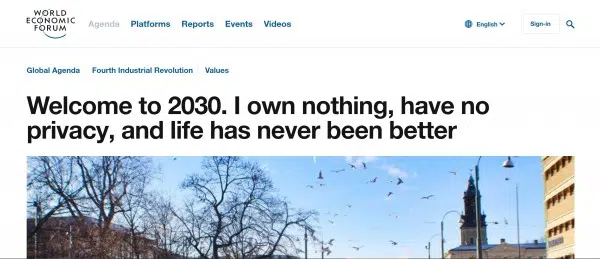 WORLD
ECONOMIC
FORUM
Agenda Platforms Reports Events Videos English Sign-in
Global Agenda Fourth Industrial Revolution Values
Welcome to 2030. I own nothing, have no
privacy, and life has never been better